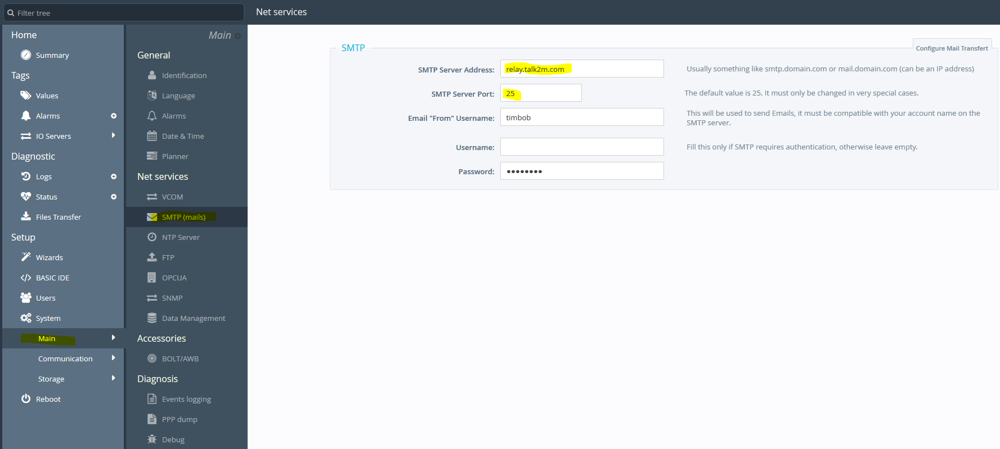 Filter tree
Net services
Home
Summary
Tags
Values
Alarms
IO Servers
Diagnostic
Logs
Status
Files Transfer
Setup
Wizards
BASIC IDE
Users
System
Main
Communication
Storage
Reboot
Main
General
Identification
Language
Alarms
Date & Time
Planner
Net services
VCOM
SMTP (mails)
NTP Server
FTP
OPCUA
SNMP
Data Management
Accessories
BOLT/AWB
Diagnosis
Events logging
PPP dump
Debug
SMTP
Configure Mail Transfert
SMTP Server Address: relay.talk2m.com Usually something like smtp.domain.com or mail.domain.com (can be an IP address)
SMTP Server Port: 25 The default value is 25. It must only be changed in very special cases.
Email "From" Username: timbob This will be used to send Emails, it must be compatible with your account name on the
SMTP server.
Username: Fill this only if SMTP requires authentication, otherwise leave empty.
Password: ••••••••